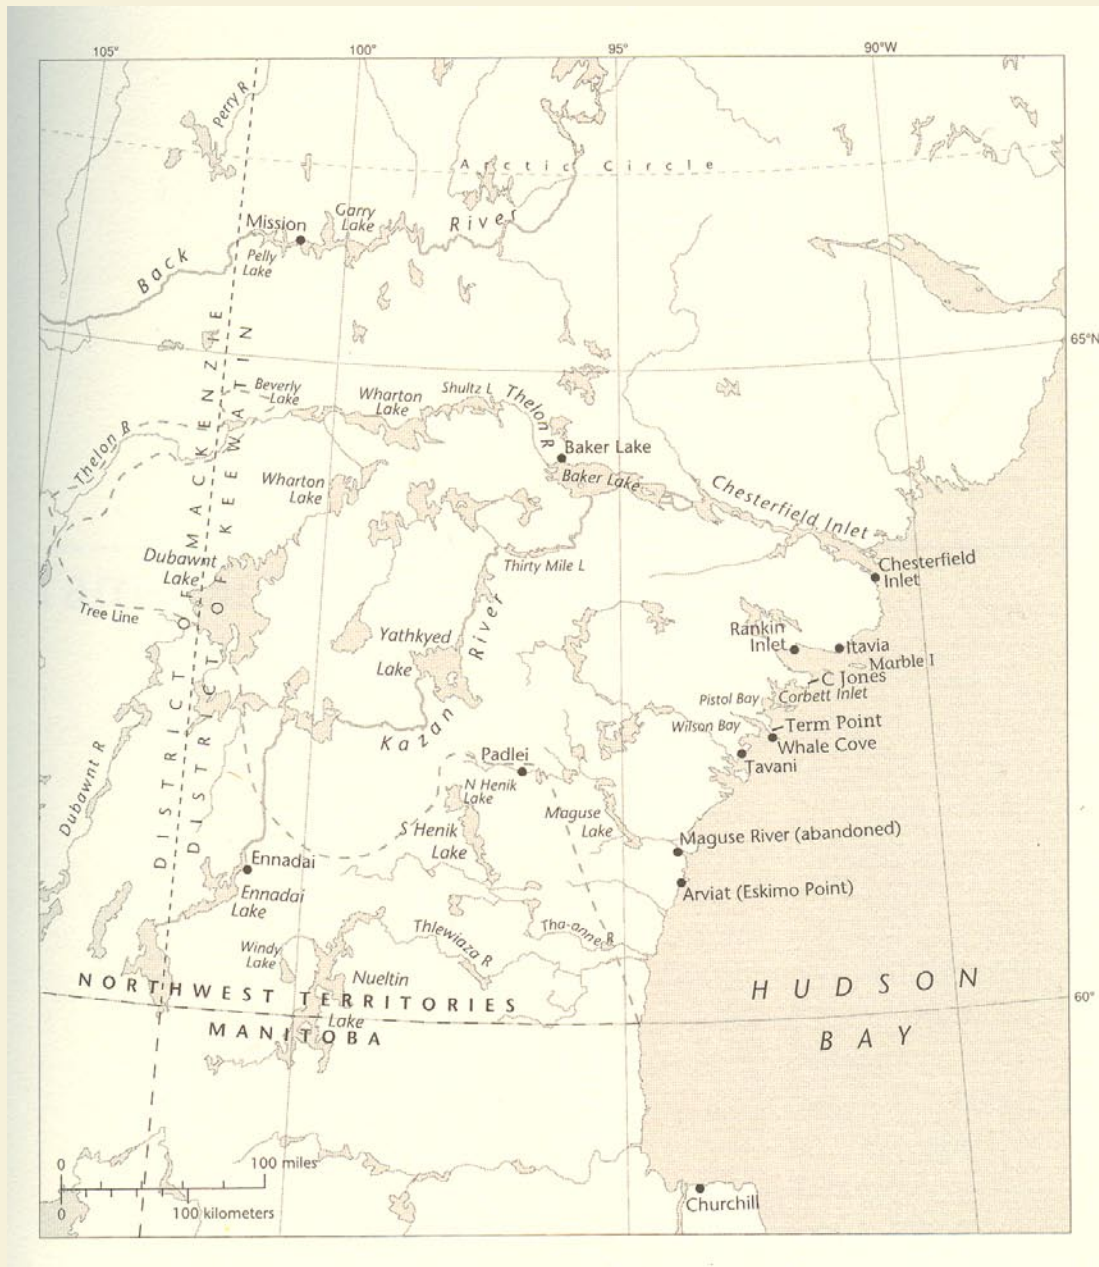 105°
100°
95°
90°W
Perry R
Arctic Circle
Mission
Garry
Lake
River
Back
Pelly
Lake
65°N
DISTRICT OF MACKENZIE
DISTRICT OF KEEWATIN
Beverly
Lake
Wharton
Lake
Shultz L
Thelon R
Thelon R
Baker Lake
Baker Lake
Wharton
Lake
Chesterfield Inlet
Dubawnt
Lake
Thirty Mile L
Chesterfield
Inlet
Tree Line
Yathkyed
Lake
River
Rankin
Inlet
Itavia
Marble I
C Jones
Pistol Bay
Corbett Inlet
Kazan
Wilson Bay
Term Point
Whale Cove
Tavani
Padlei
Dubawnt R
N Henik
Lake
Maguse
Lake
S Henik
Lake
Maguse River (abandoned)
Ennadai
Arviat (Eskimo Point)
Ennadai
Lake
Thlewiaza R
Tha-anne R
Windy
Lake
Nueltin
Lake
NORTHWEST TERRITORIES
MANITOBA
HUDSON
BAY
60°
0
100 miles
0
100 kilometers
Churchill